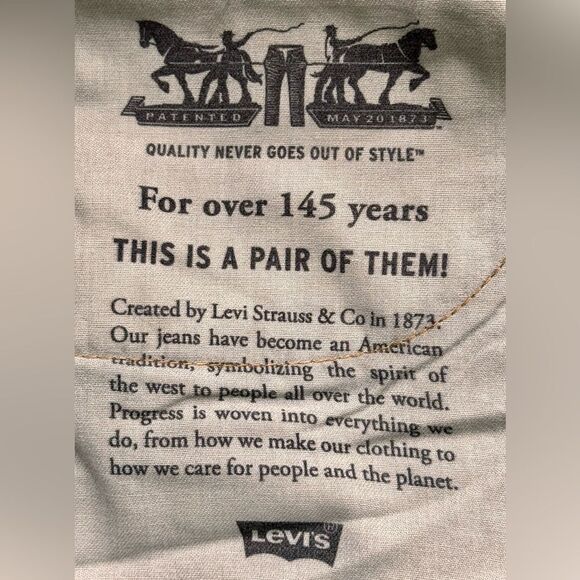 PATENTED MAY 20 1873
QUALITY NEVER GOES OUT OF STYLE™
For over 145 years
THIS IS A PAIR OF THEM!
Created by Levi Strauss & Co in 1873.
Our jeans have become an American
tradition, symbolizing the spirit of
the west to people all over the world.
Progress is woven into everything we
do, from how we make our clothing to
how we care for people and the planet.
LeVI'S ®